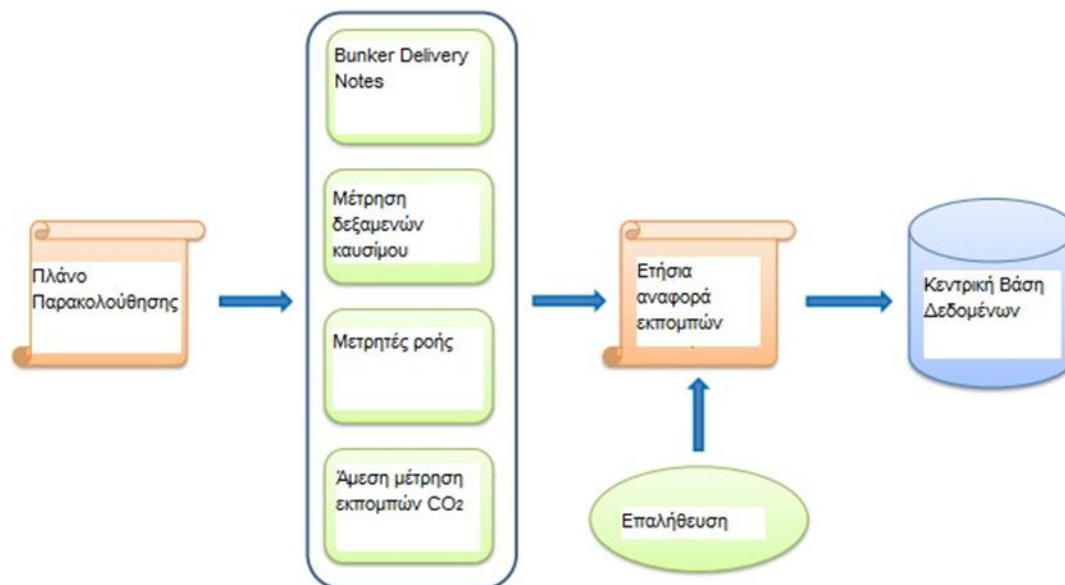 Πλάνο
Παρακολούθησης
Bunker Delivery
Notes
Μέτρηση
δεξαμενών
καυσίμου
Μετρητές ροής
Άμεση μέτρηση
εκπομπών CO2
Ετήσια
αναφορά
εκπομπών
.
Επαλήθευση
Κεντρική Βάση
Δεδομένων